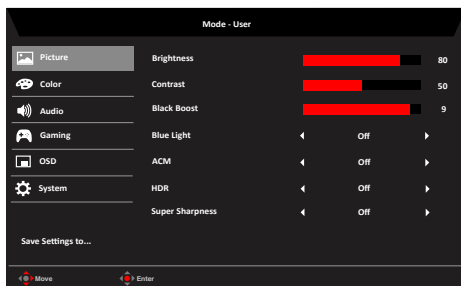 Mode - User
Picture
Brightness 80
Color
Contrast 50
Audio
Black Boost 9
Gaming
Blue Light Off
OSD
ACM Off
System
HDR Off
Super Sharpness Off
Save Settings to...
Move Enter